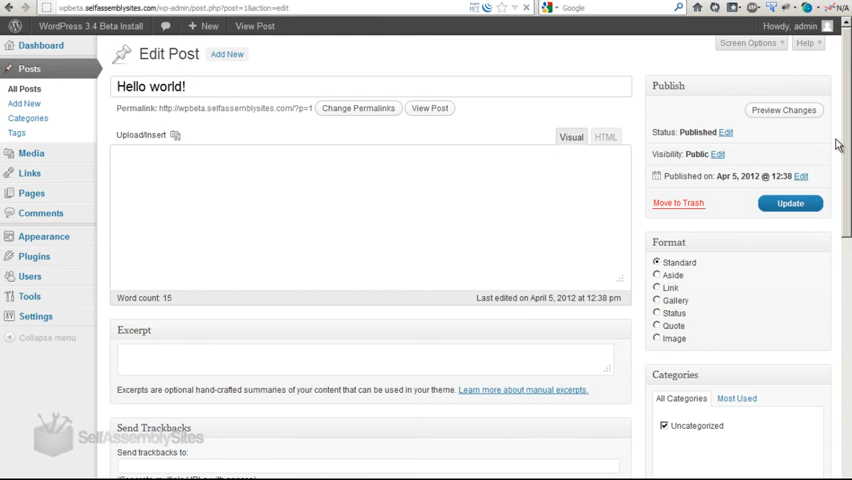 wpbeta.selfassemblysites.com/wp-admin/post.php?post=1&action=edit
Google
N/A
WordPress 3.4 Beta Install
+ New
View Post
Howdy, admin
Dashboard
Edit Post
Add New
Screen Options
Help
Posts
All Posts
Add New
Categories
Tags
Media
Links
Pages
Comments
Appearance
Plugins
Users
Tools
Settings
Collapse menu
Hello world!
Permalink: http://wpbeta.selfassemblysites.com/?p=1
Change Permalinks
View Post
Upload/Insert
Visual
HTML
Word count: 15
Last edited on April 5, 2012 at 12:38 pm
Excerpt
Excerpts are optional hand-crafted summaries of your content that can be used in your theme. Learn more about manual excerpts.
Send Trackbacks
Send trackbacks to:
(Separate multiple URLs with spaces)
Publish
Preview Changes
Status: Published Edit
Visibility: Public Edit
Published on: Apr 5, 2012 @ 12:38 Edit
Move to Trash
Update
Format
Standard
Aside
Link
Gallery
Status
Quote
Image
Categories
All Categories
Most Used
Uncategorized
SelfAssemblySites